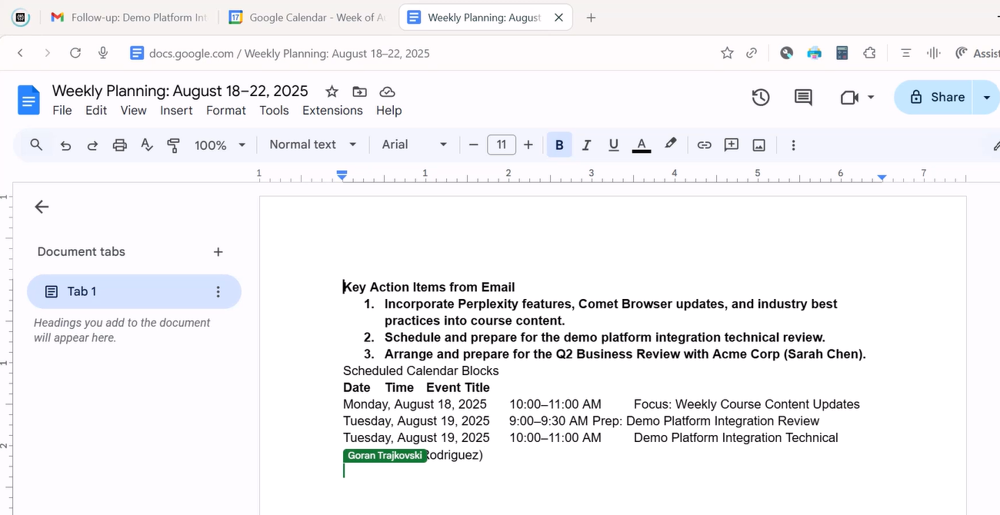 Follow-up: Demo Platform Int
17 Google Calendar - Week of A
Weekly Planning: August
docs.google.com / Weekly Planning: August 18–22, 2025
Assist
Weekly Planning: August 18–22, 2025
File Edit View Insert Format Tools Extensions Help
Share
100% Normal text Arial 11 B I U A
1 1 2 3 4 5 6 7
Document tabs
Tab 1
Headings you add to the document
will appear here.
1
1
2
Key Action Items from Email
1. Incorporate Perplexity features, Comet Browser updates, and industry best
practices into course content.
2. Schedule and prepare for the demo platform integration technical review.
3. Arrange and prepare for the Q2 Business Review with Acme Corp (Sarah Chen).
Scheduled Calendar Blocks
Date Time Event Title
Monday, August 18, 2025 10:00–11:00 AM Focus: Weekly Course Content Updates
Tuesday, August 19, 2025 9:00–9:30 AM Prep: Demo Platform Integration Review
Tuesday, August 19, 2025 10:00–11:00 AM Demo Platform Integration Technical
Goran Trajkovski Rodriguez)